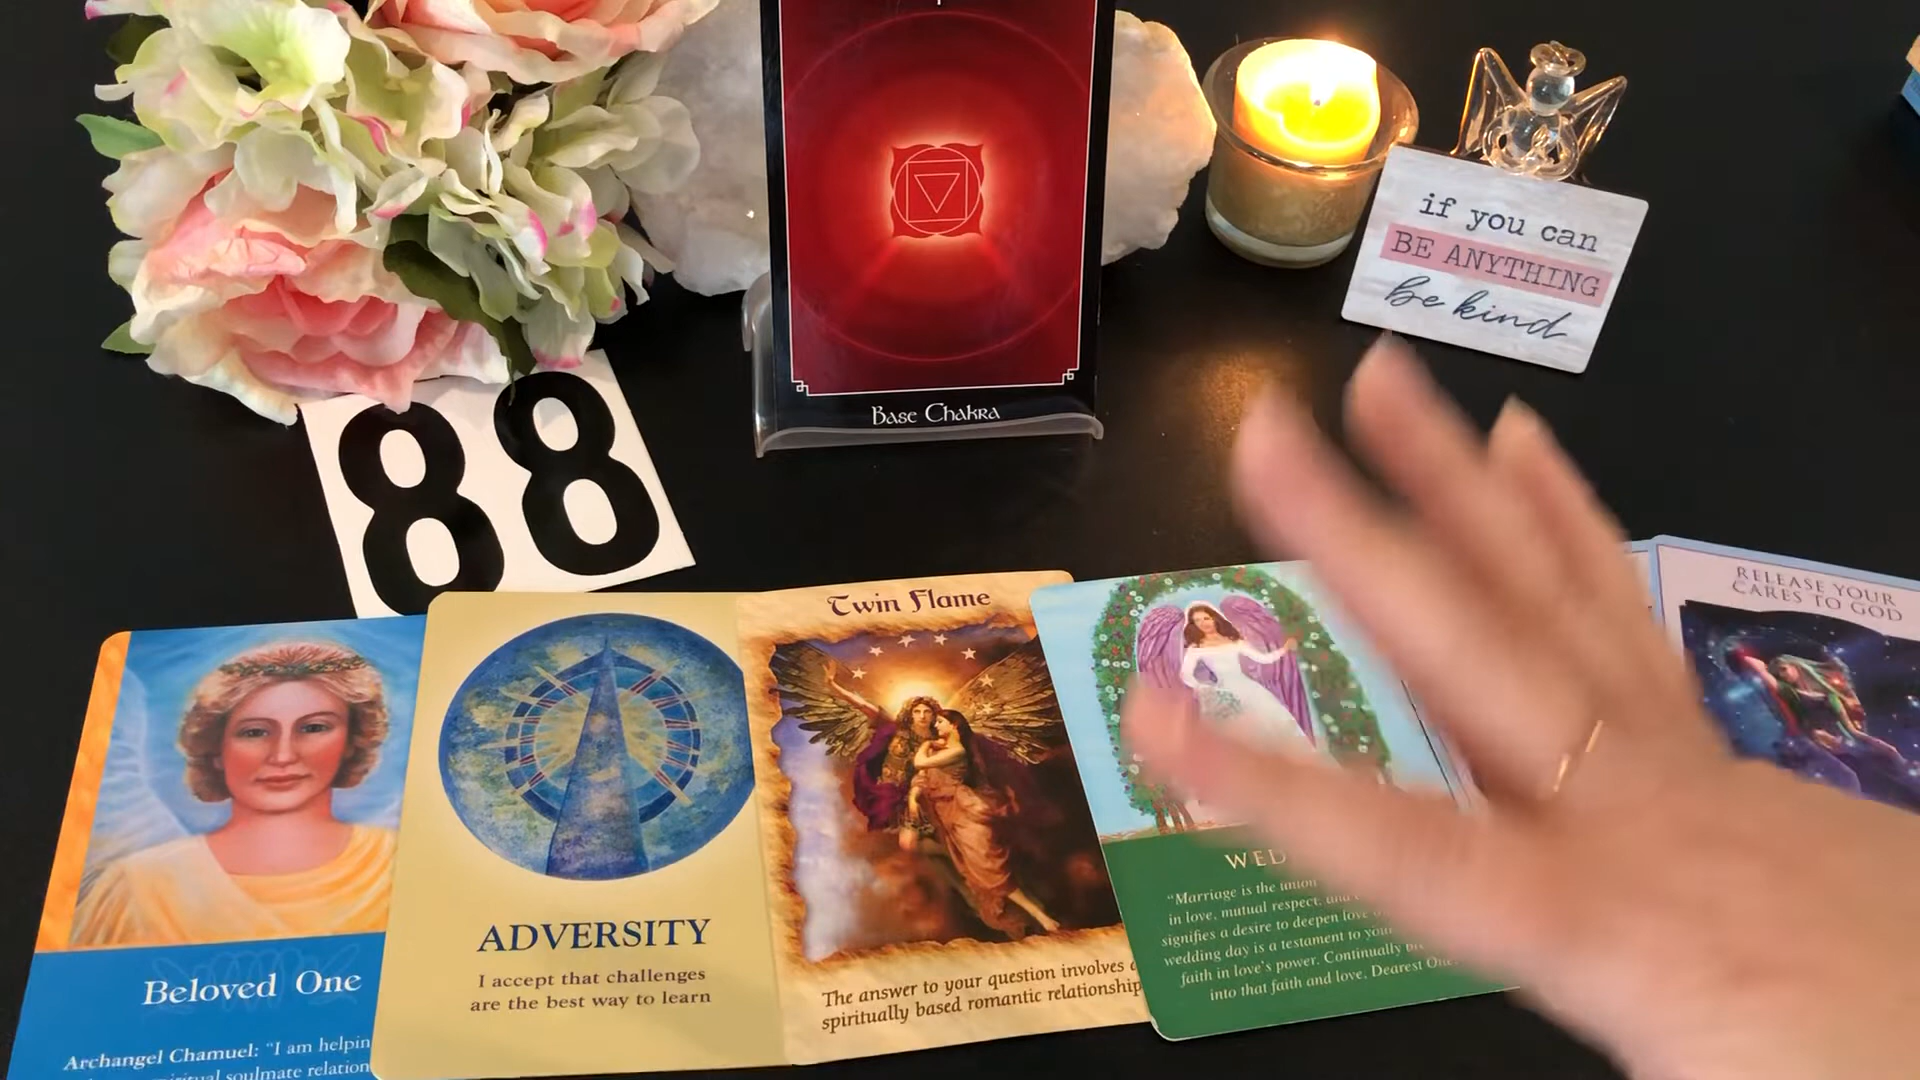 if you can
BE ANYTHING
be kind
Base Chakra
88
RELEASE YOUR
CARES TO GOD
Twin Flame
Beloved One
Archangel Chamuel: "I am
soulmate
ADVERSITY
I accept that challenges
are the best way to learn
The answer to your question involves
spiritually based romantic relationship
"Marriage is the union
in love, mutual respect,
signifies a desire to deepen love
wedding day is a testament to
faith in love's power. Continually
into that faith and love, Dearest